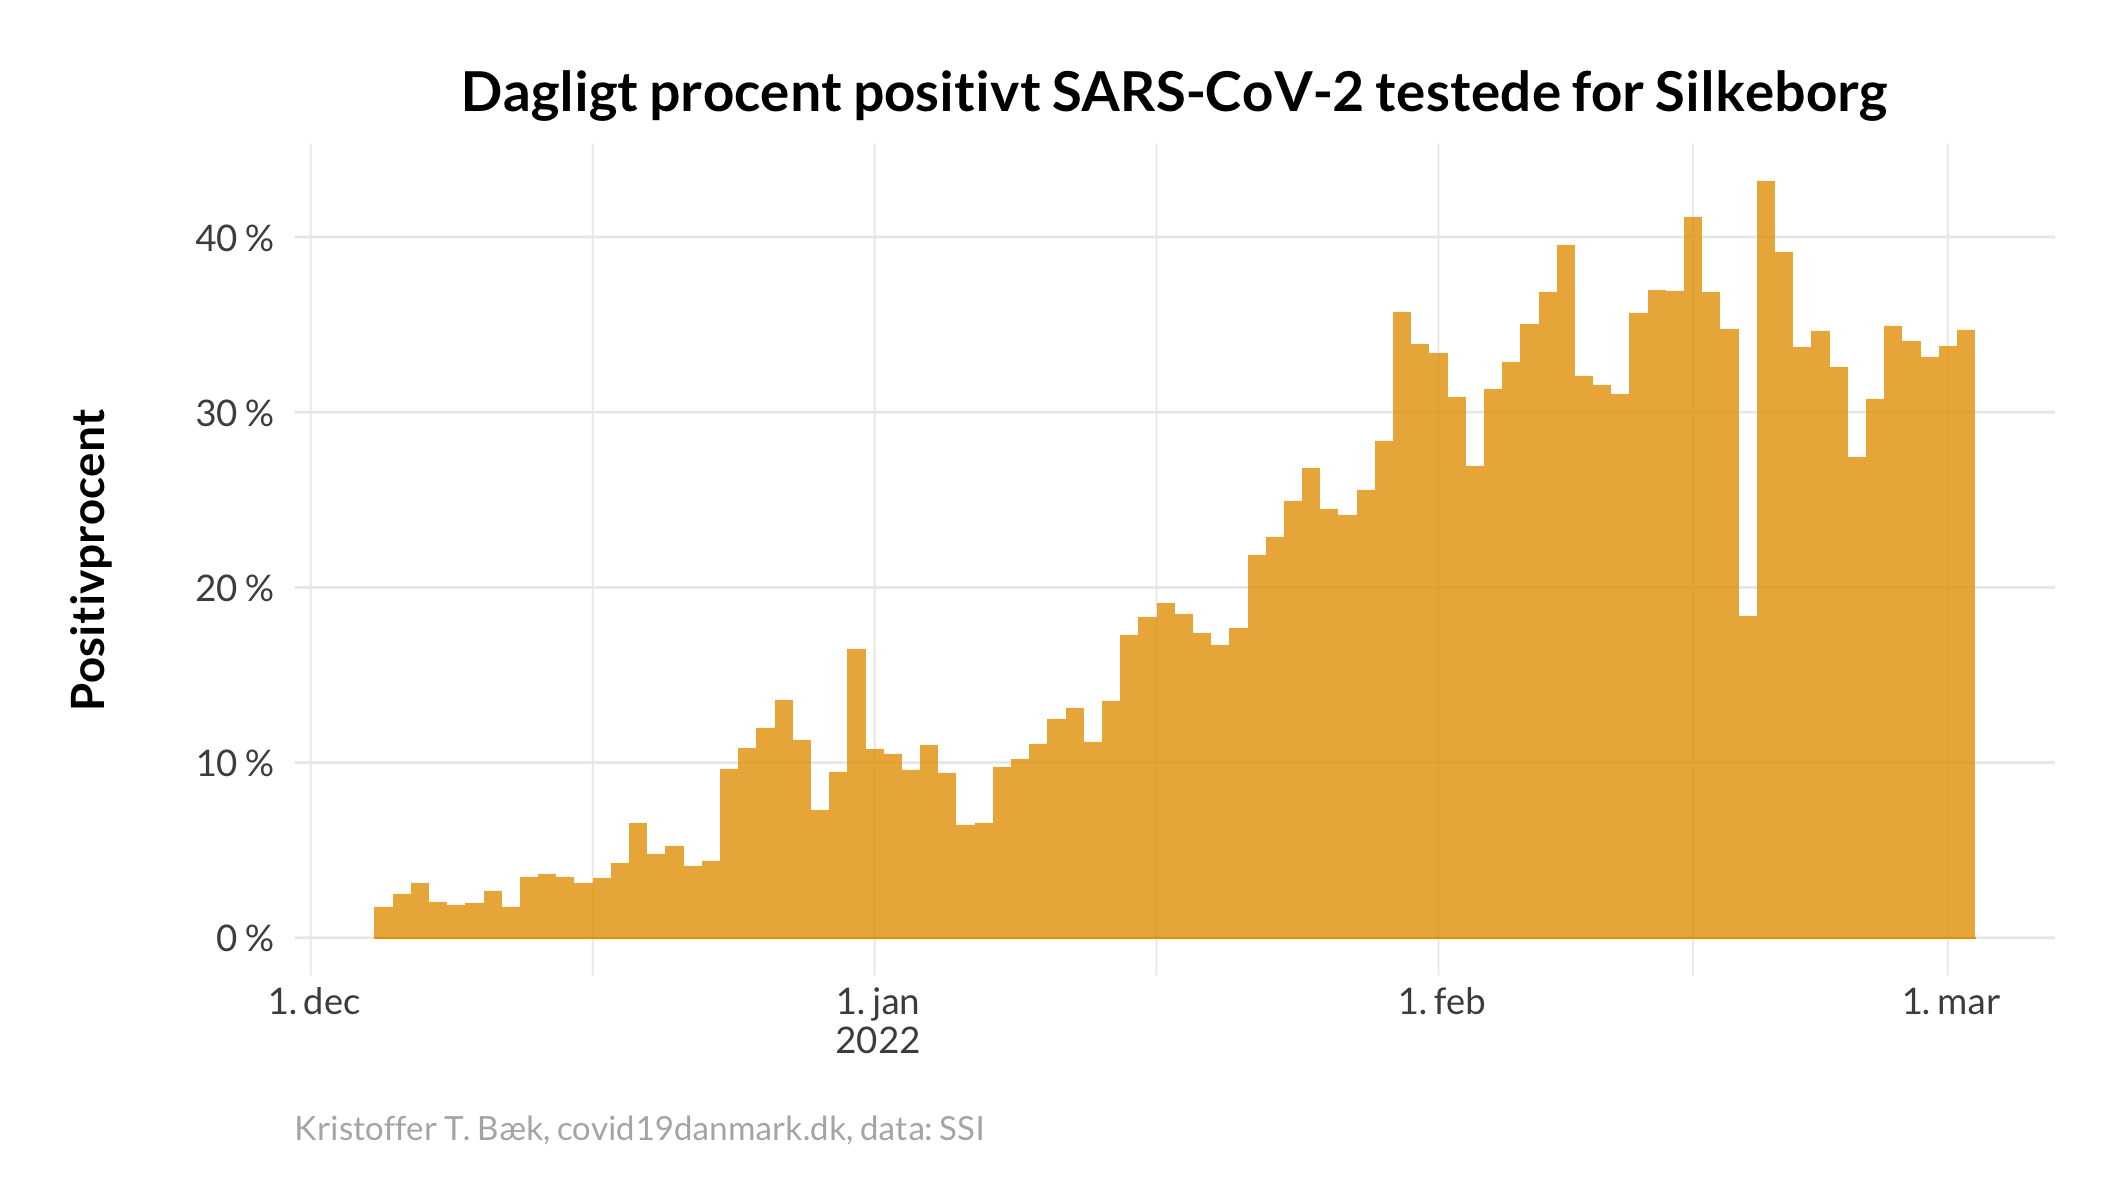 Dagligt procent positivt SARS-CoV-2 testede for Silkeborg
Positivprocent
40 %
30 %
20 %
10 %
0 %
1. dec
1. jan
2022
1. feb
1. mar
Kristoffer T. Bæk, covid19danmark.dk, data: SSI